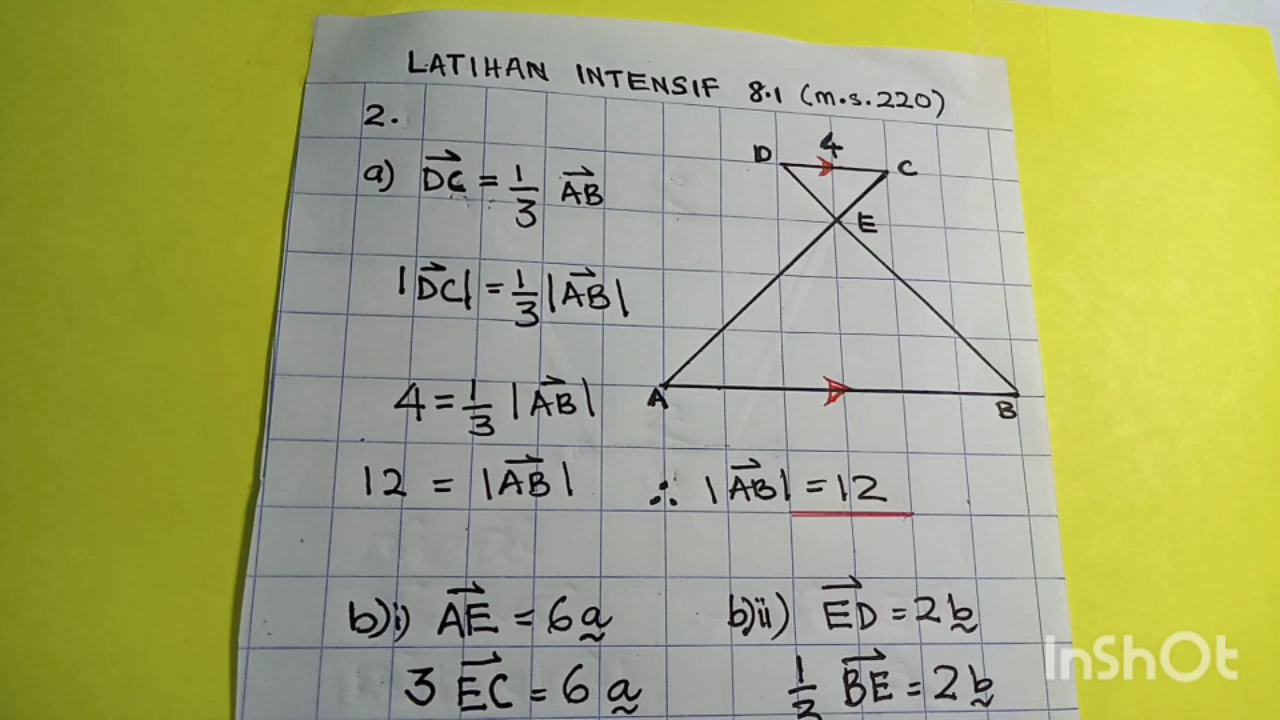 LATIHAN INTENSIF 8.1 (m.s.220)
2.
a) DC→ = 1/3 AB→
|DC→| = 1/3 |AB→|
4 = 1/3 |AB→|
12 = |AB→| ∴ |AB→| = 12
D 4 C
E
A B
b)i) AE→ = 6a̰ b)ii) ED→ = 2b̰
3 EC→ = 6a̰ 1/3 BE→ = 2b̰
InShOt